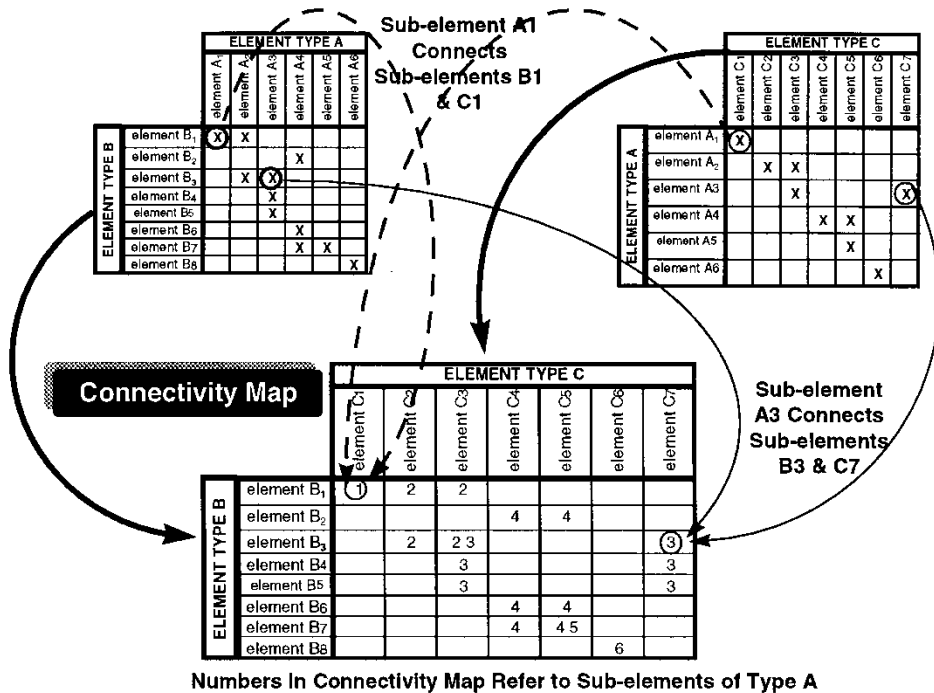 Sub-element A1
Connects
Sub-elements B1
& C1
ELEMENT TYPE A
element A1
element A2
element A3
element A4
element A5
element A6
ELEMENT TYPE B
element B1 X X
element B2 X
element B3 X X
element B4 X
element B5 X
element B6 X
element B7 X X
element B8 X
ELEMENT TYPE C
element C1
element C2
element C3
element C4
element C5
element C6
element C7
ELEMENT TYPE A
element A1 X
element A2 X X
element A3 X X
element A4 X X
element A5 X
element A6 X
Connectivity Map
Sub-element
A3 Connects
Sub-elements
B3 & C7
ELEMENT TYPE C
element C1
element C2
element C3
element C4
element C5
element C6
element C7
ELEMENT TYPE B
element B1 1 2 2
element B2 4 4
element B3 2 2 3 3
element B4 3 3
element B5 3 3
element B6 4 4
element B7 4 4 5
element B8 6
Numbers In Connectivity Map Refer to Sub-elements of Type A